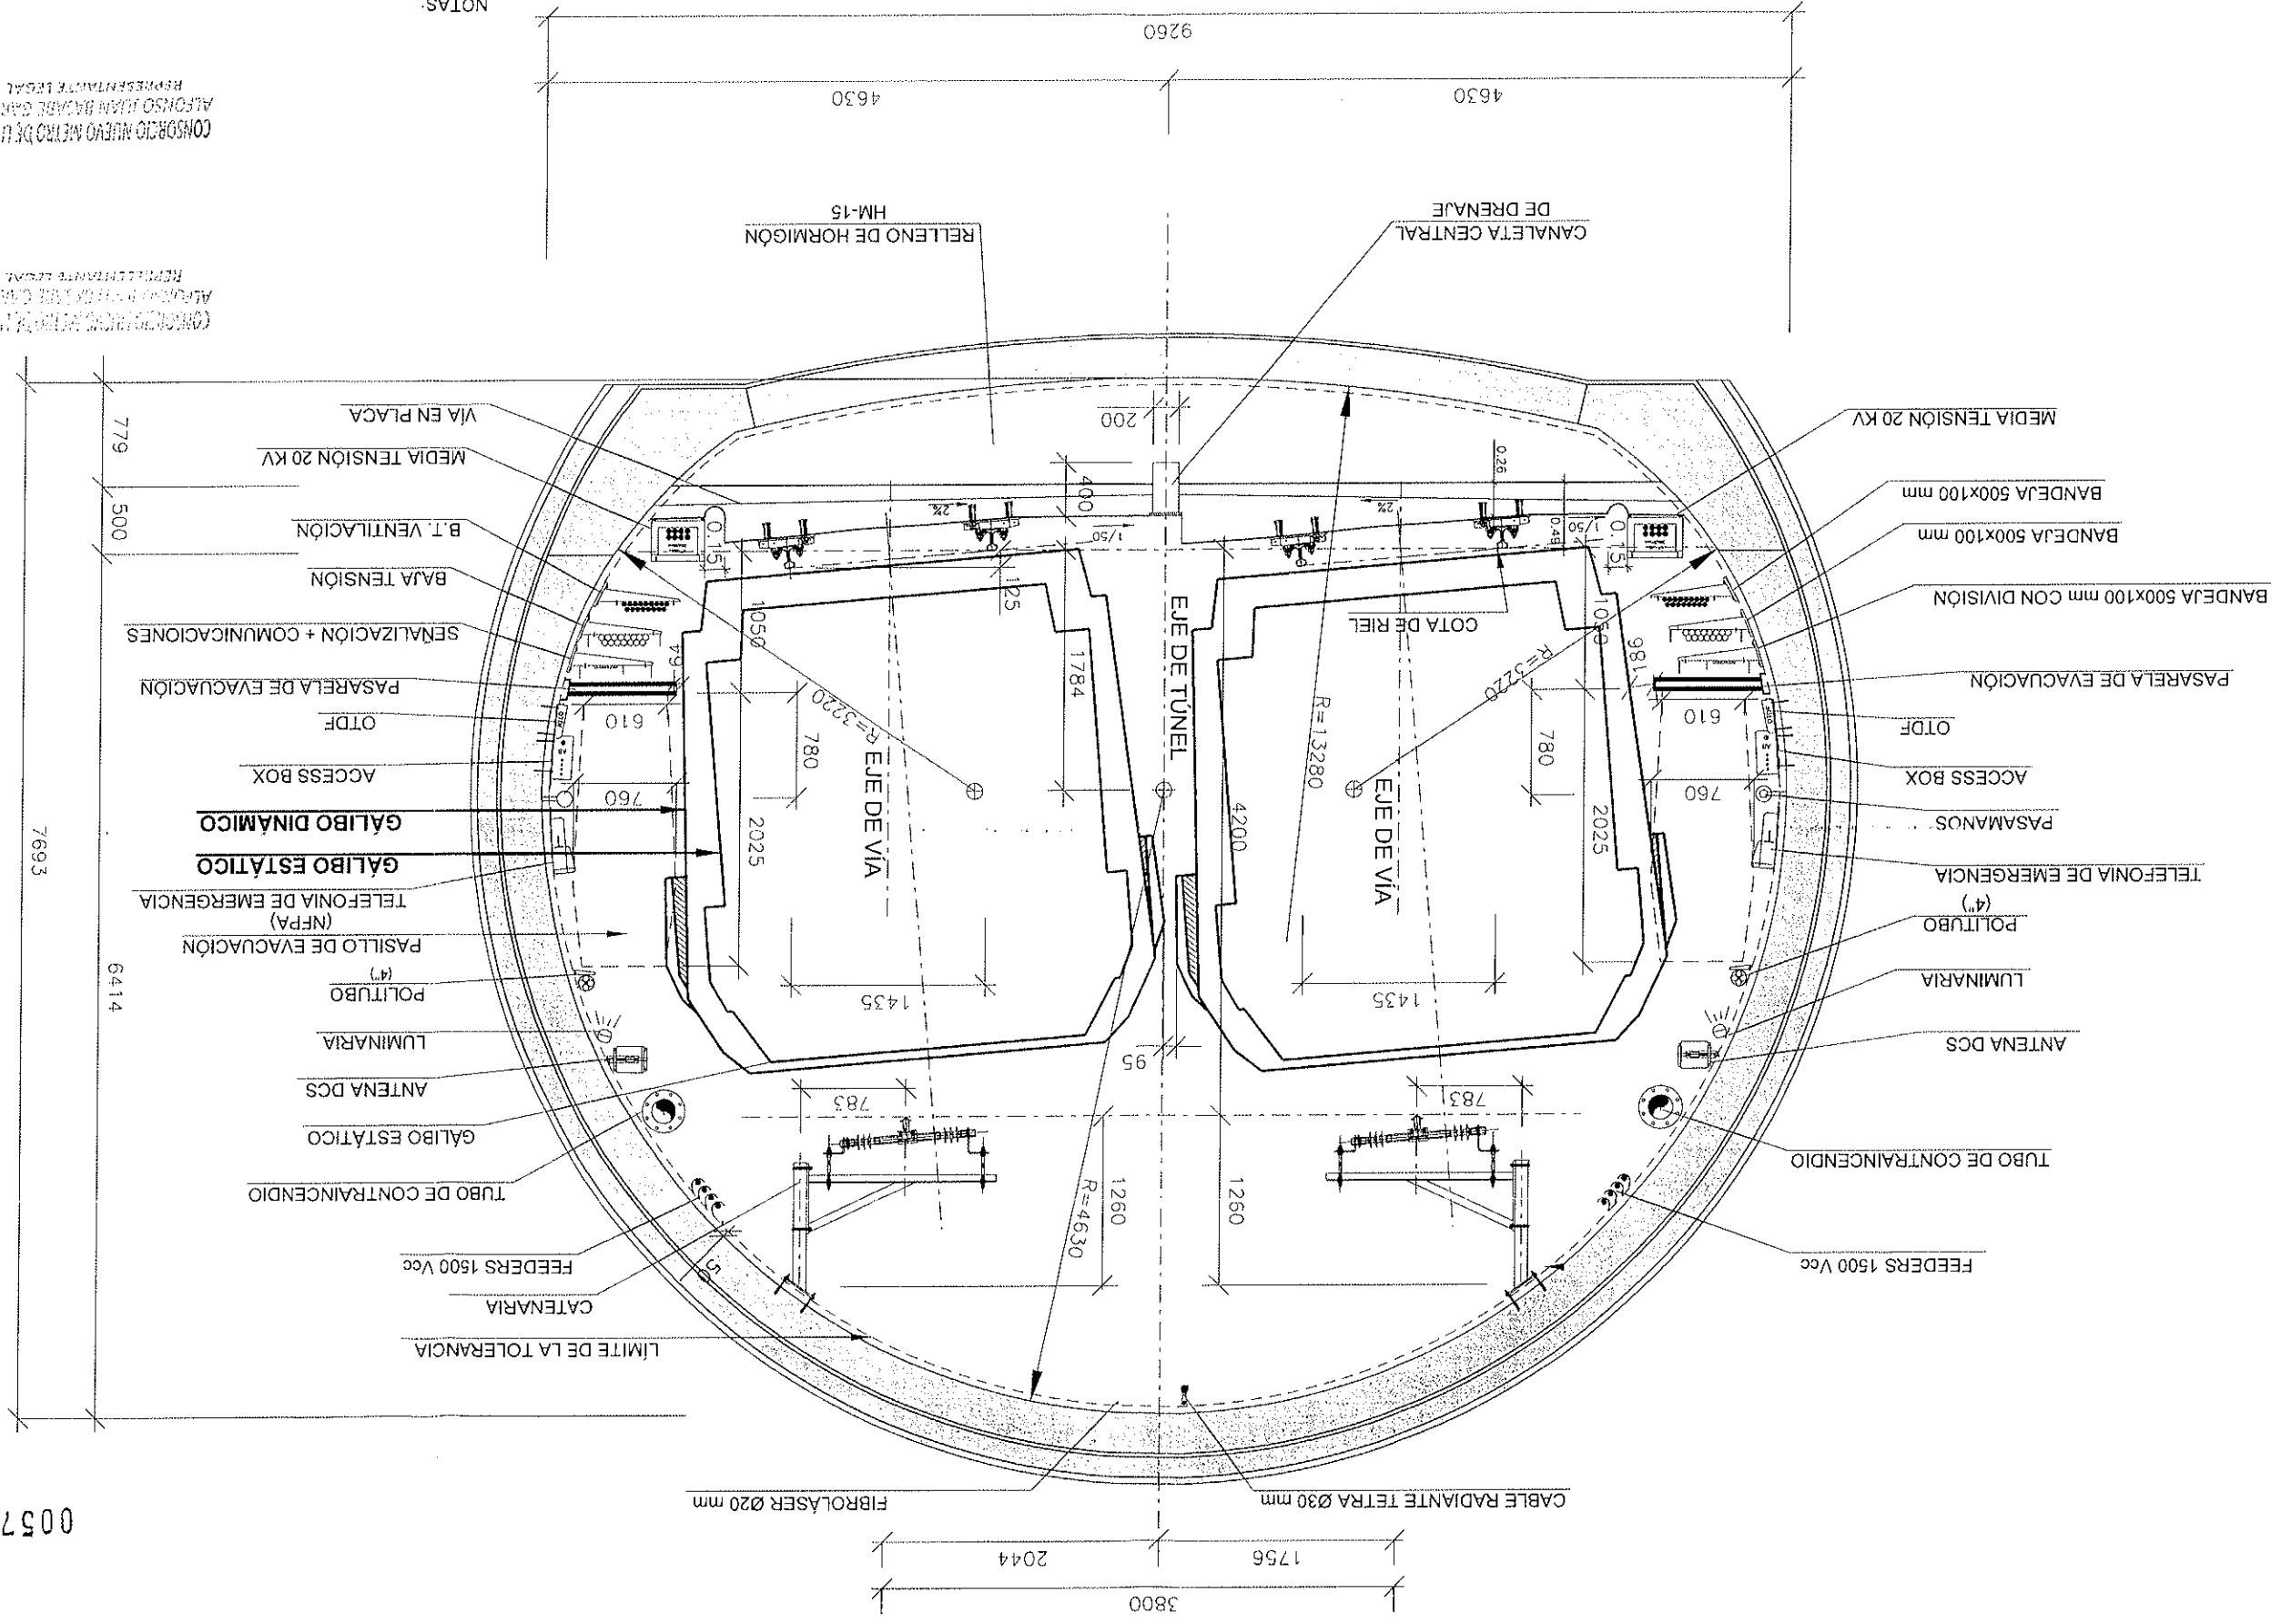 3800
1756
2044
0057
CABLE RADIANTE TETRA Ø30 mm
FIBROLÁSER Ø20 mm
LÍMITE DE LA TOLERANCIA
CATENARIA
FEEDERS 1500 Vcc
FEEDERS 1500 Vcc
5
1260
1260
R=4630
TUBO DE CONTRAINCENDIO
TUBO DE CONTRAINCENDIO
GÁLIBO ESTÁTICO
783
783
ANTENA DCS
ANTENA DCS
95
LUMINARIA
LUMINARIA
1435
1435
POLITUBO
(4")
POLITUBO
(4")
PASILLO DE EVACUACIÓN
(NFPA)
TELEFONIA DE EMERGENCIA
TELEFONIA DE EMERGENCIA
6414
7693
GÁLIBO ESTÁTICO
PASAMANOS
GÁLIBO DINÁMICO
2025
EJE DE VÍA
4200
EJE DE VÍA
2025
760
760
ACCESS BOX
ACCESS BOX
780
R=13280
780
OTDF
610
610
OTDF
R=3220
1784
R=3220
PASARELA DE EVACUACIÓN
PASARELA DE EVACUACIÓN
186
EJE DE TÚNEL
64
COTA DE RIEL
BANDEJA 500x100 mm CON DIVISIÓN
SEÑALIZACIÓN + COMUNICACIONES
1050
125
1050
BAJA TENSIÓN
BANDEJA 500x100 mm
0.15
0.15
B.T. VENTILACIÓN
1/50
0.49
1/50
BANDEJA 500x100 mm
2%
2%
400
0.26
500
MEDIA TENSIÓN 20 KV
MEDIA TENSIÓN 20 KV
VÍA EN PLACA
200
779
CANALETA CENTRAL
DE DRENAJE
RELLENO DE HORMIGÓN
HM-15
REPRESENTANTE LEGAL
CONSORCIO NUEVO METRO DE LI
ALFONSO JUAN BASABE GAR
REPRESENTANTE LEGAL
4630
4630
9260
NOTAS: